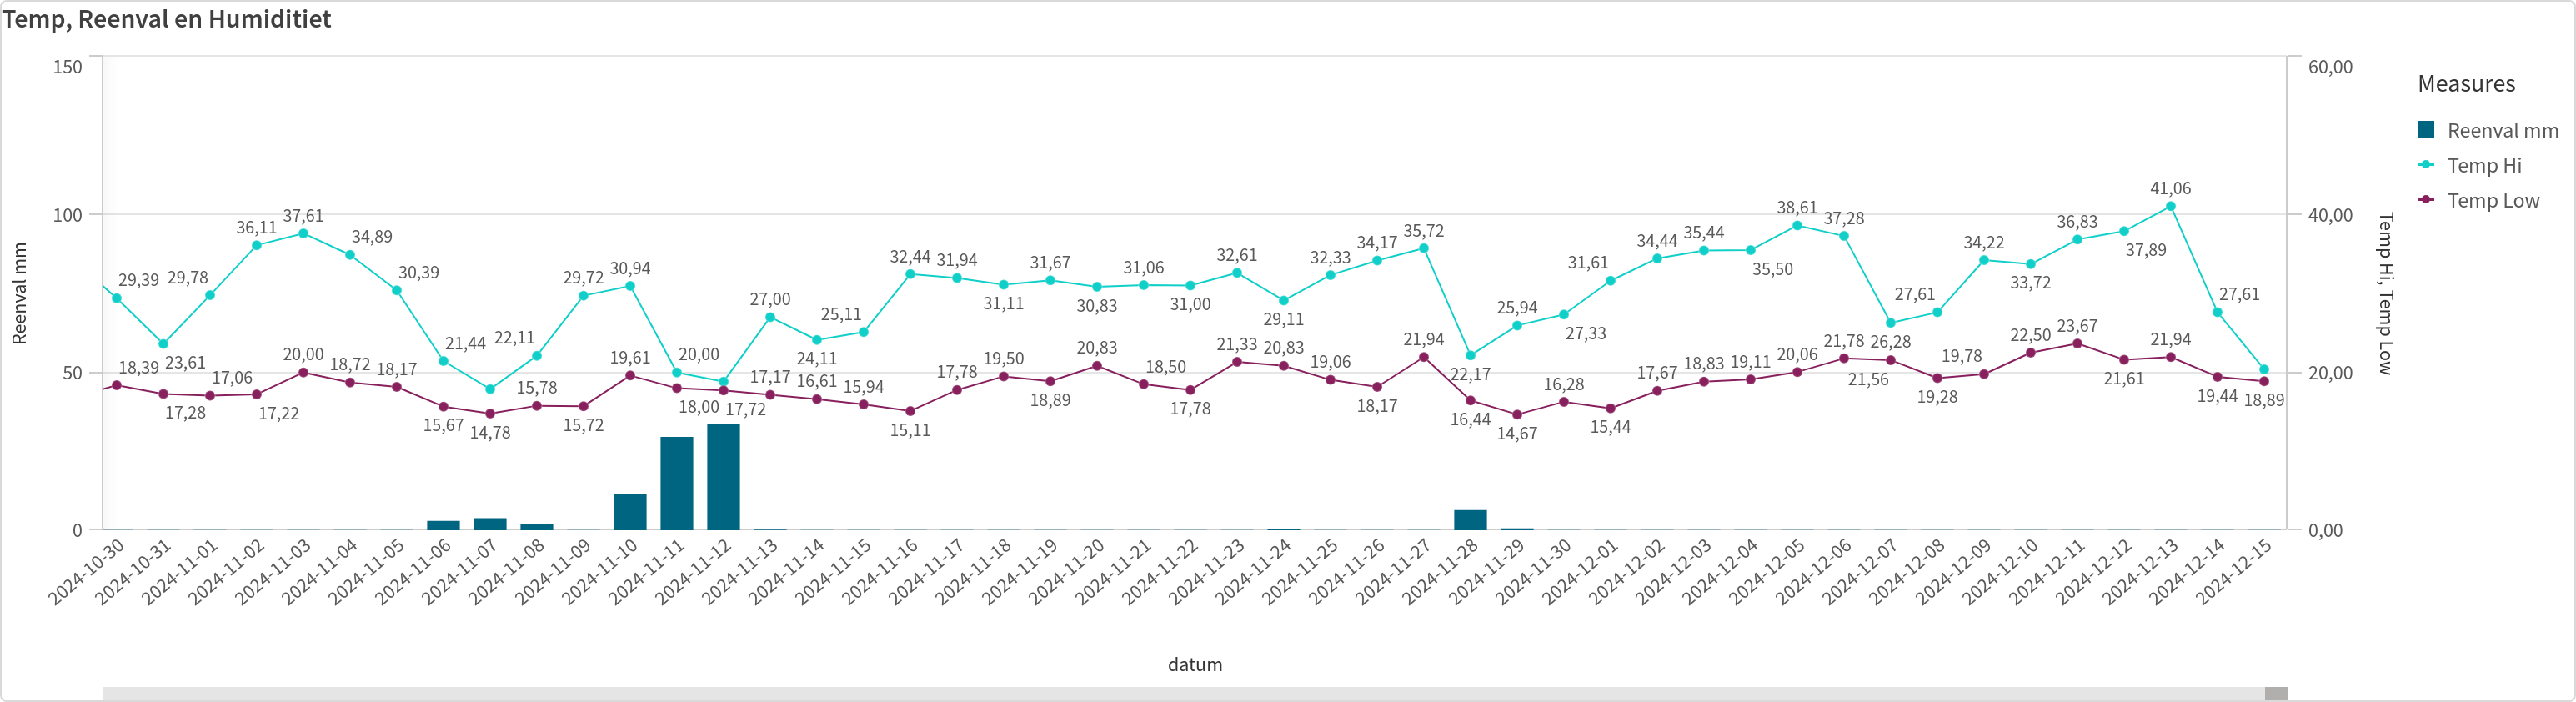 Temp, Reenval en Humiditiet
150
100
50
0
Reenval mm
60,00
40,00
20,00
0,00
Temp Hi, Temp Low
Measures
Reenval mm
Temp Hi
Temp Low
29,39 23,61 29,78 36,11 37,61 34,89 30,39 21,44 22,11 29,72 30,94 20,00 27,00 24,11 25,11 32,44 31,94 31,11 31,67 30,83 31,06 31,00 32,61 29,11 32,33 34,17 35,72 22,17 25,94 27,33 31,61 34,44 35,44 35,50 38,61 37,28 26,28 27,61 34,22 33,72 36,83 37,89 41,06 27,61
18,39 17,28 17,06 17,22 20,00 18,72 18,17 15,67 14,78 15,78 15,72 19,61 18,00 17,72 17,17 16,61 15,94 15,11 17,78 19,50 18,89 20,83 18,50 17,78 21,33 20,83 19,06 18,17 21,94 16,44 14,67 16,28 15,44 17,67 18,83 19,11 20,06 21,78 21,56 19,28 19,78 22,50 23,67 21,61 21,94 19,44 18,89
2024-10-30 2024-10-31 2024-11-01 2024-11-02 2024-11-03 2024-11-04 2024-11-05 2024-11-06 2024-11-07 2024-11-08 2024-11-09 2024-11-10 2024-11-11 2024-11-12 2024-11-13 2024-11-14 2024-11-15 2024-11-16 2024-11-17 2024-11-18 2024-11-19 2024-11-20 2024-11-21 2024-11-22 2024-11-23 2024-11-24 2024-11-25 2024-11-26 2024-11-27 2024-11-28 2024-11-29 2024-11-30 2024-12-01 2024-12-02 2024-12-03 2024-12-04 2024-12-05 2024-12-06 2024-12-07 2024-12-08 2024-12-09 2024-12-10 2024-12-11 2024-12-12 2024-12-13 2024-12-14 2024-12-15
datum